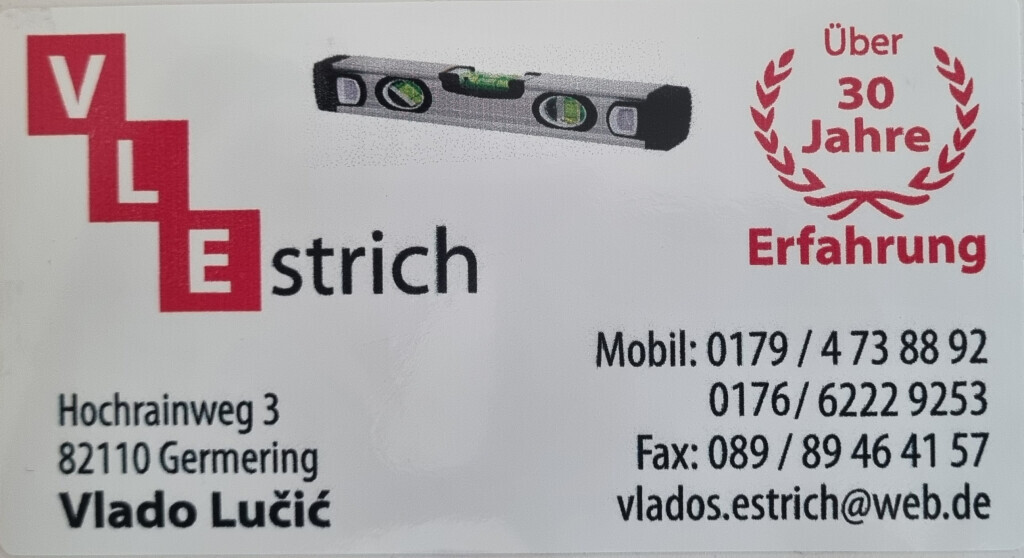 V
L
Estrich
Über
30
Jahre
Erfahrung
Mobil: 0179 / 4 73 88 92
0176/ 6222 9253
Fax: 089 / 89 46 41 57
vlados.estrich@web.de
Hochrainweg 3
82110 Germering
Vlado Lučić